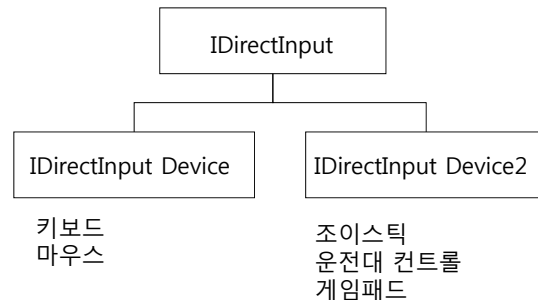 IDirectInput
IDirectInput Device
IDirectInput Device2
키보드
마우스
조이스틱
운전대 컨트롤
게임패드